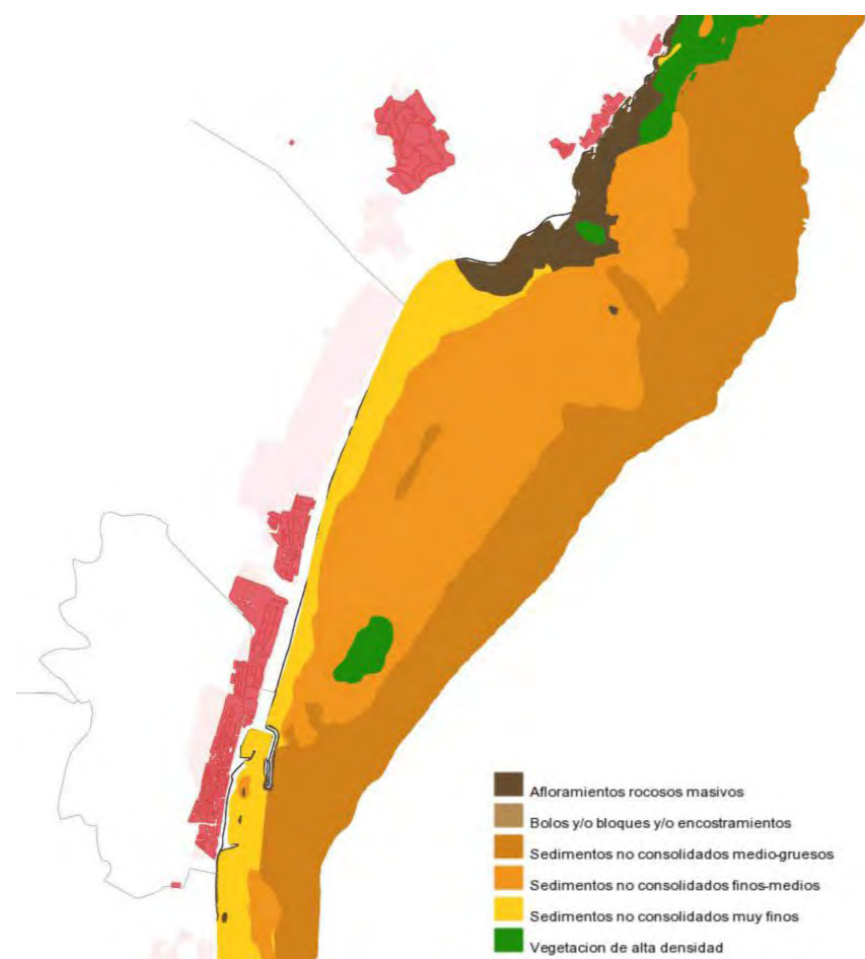 Afloramientos rocosos masivos
Bolos y/o bloques y/o encostramientos
Sedimentos no consolidados medio-gruesos
Sedimentos no consolidados finos-medios
Sedimentos no consolidados muy finos
Vegetacion de alta densidad